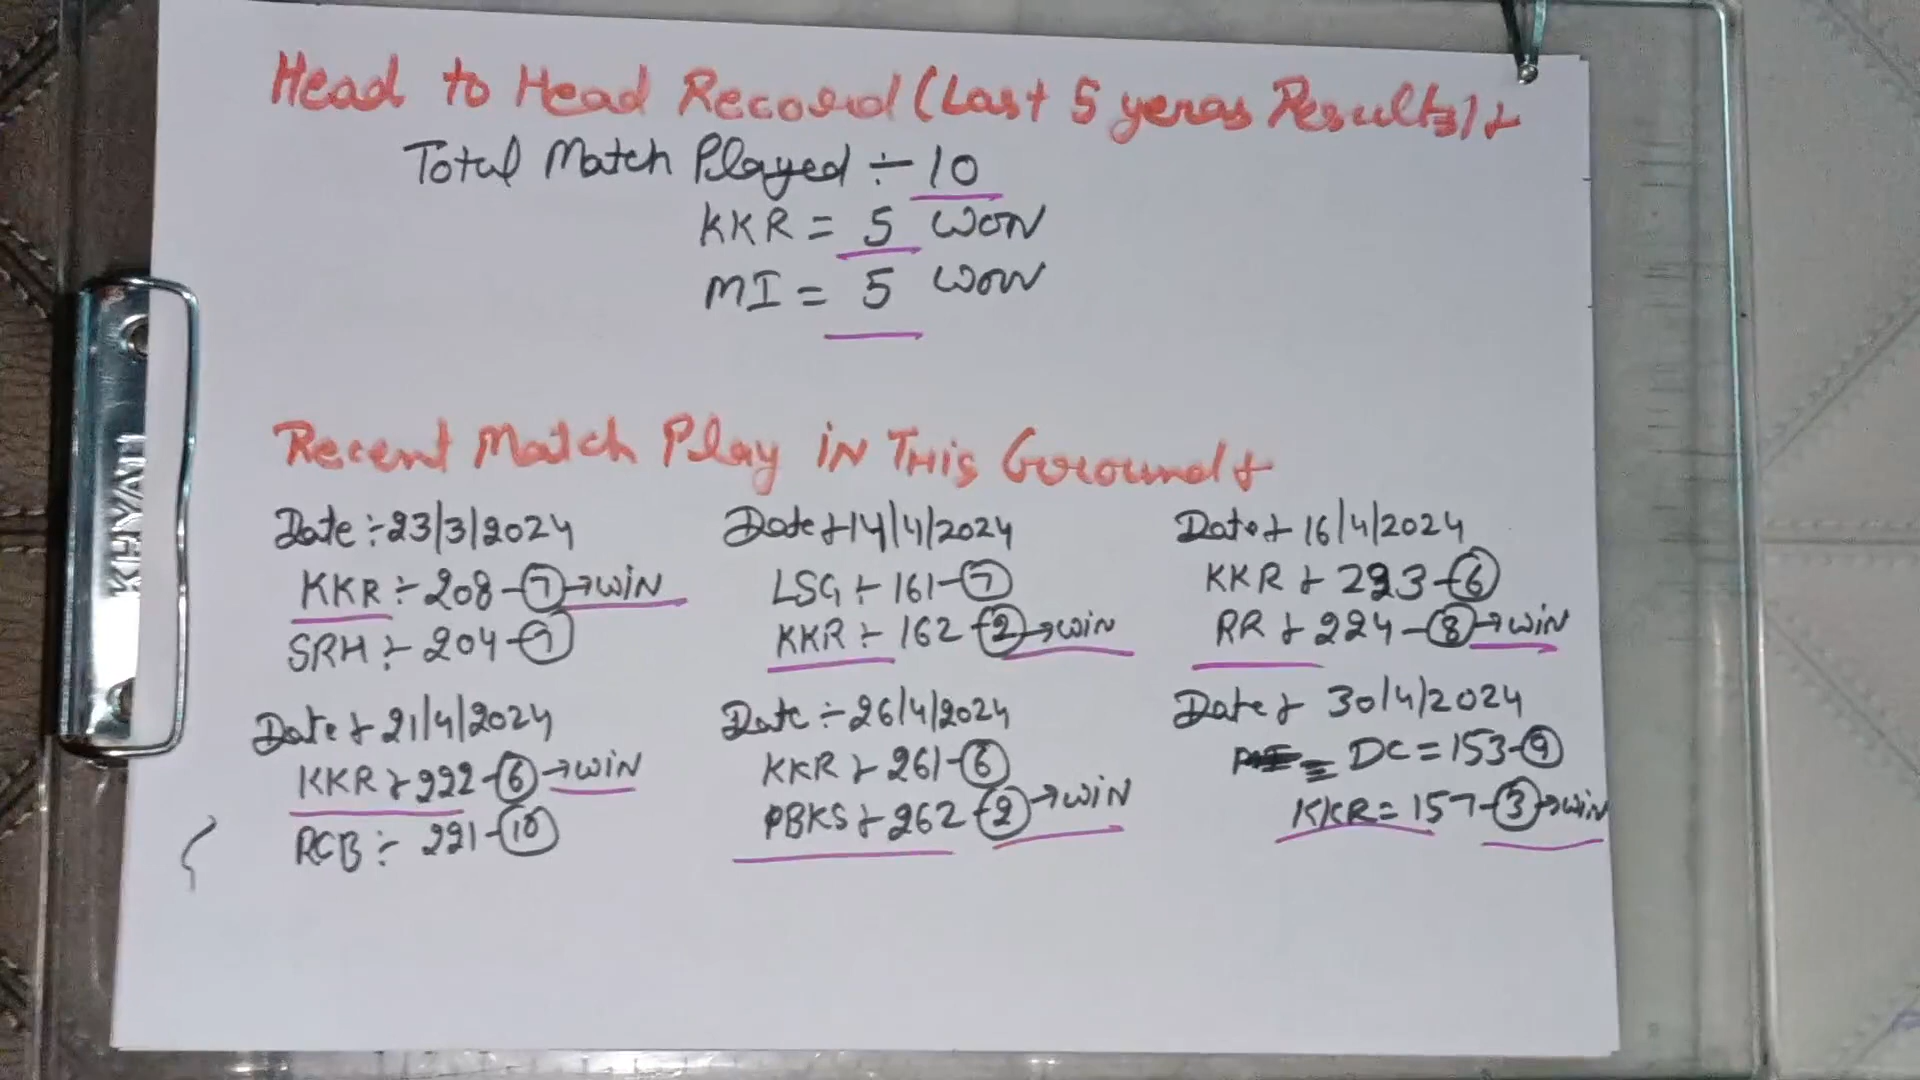 Head to Head Record (Last 5 yeras Results) :-
Total Match Played :- 10
KKR = 5 WON
MI = 5 WON
Recent Match Play in This Ground :-
Date :- 23/3/2024
KKR :- 208-7 → WIN
SRH :- 204-7
Date :- 14/4/2024
LSG :- 161-7
KKR :- 162-2 → WIN
Date :- 16/4/2024
KKR :- 223-6
RR :- 224-8 → WIN
Date :- 21/4/2024
KKR :- 222-6 → WIN
RCB :- 221-10
Date :- 26/4/2024
KKR :- 261-6
PBKS :- 262-2 → WIN
Date :- 30/4/2024
DC = 153-9
KKR = 157-3 → WIN
KHYATI